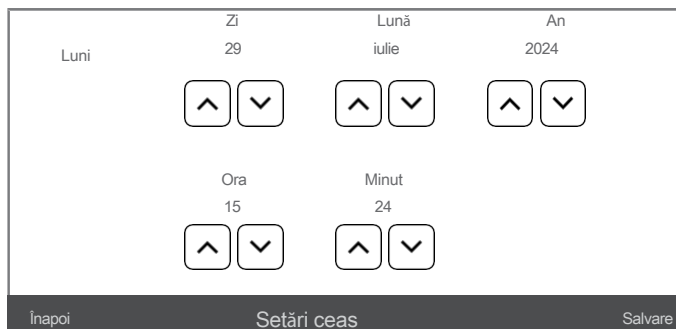 Zi Lună An
Luni 29 iulie 2024
Ora Minut
15 24
Înapoi Setări ceas Salvare